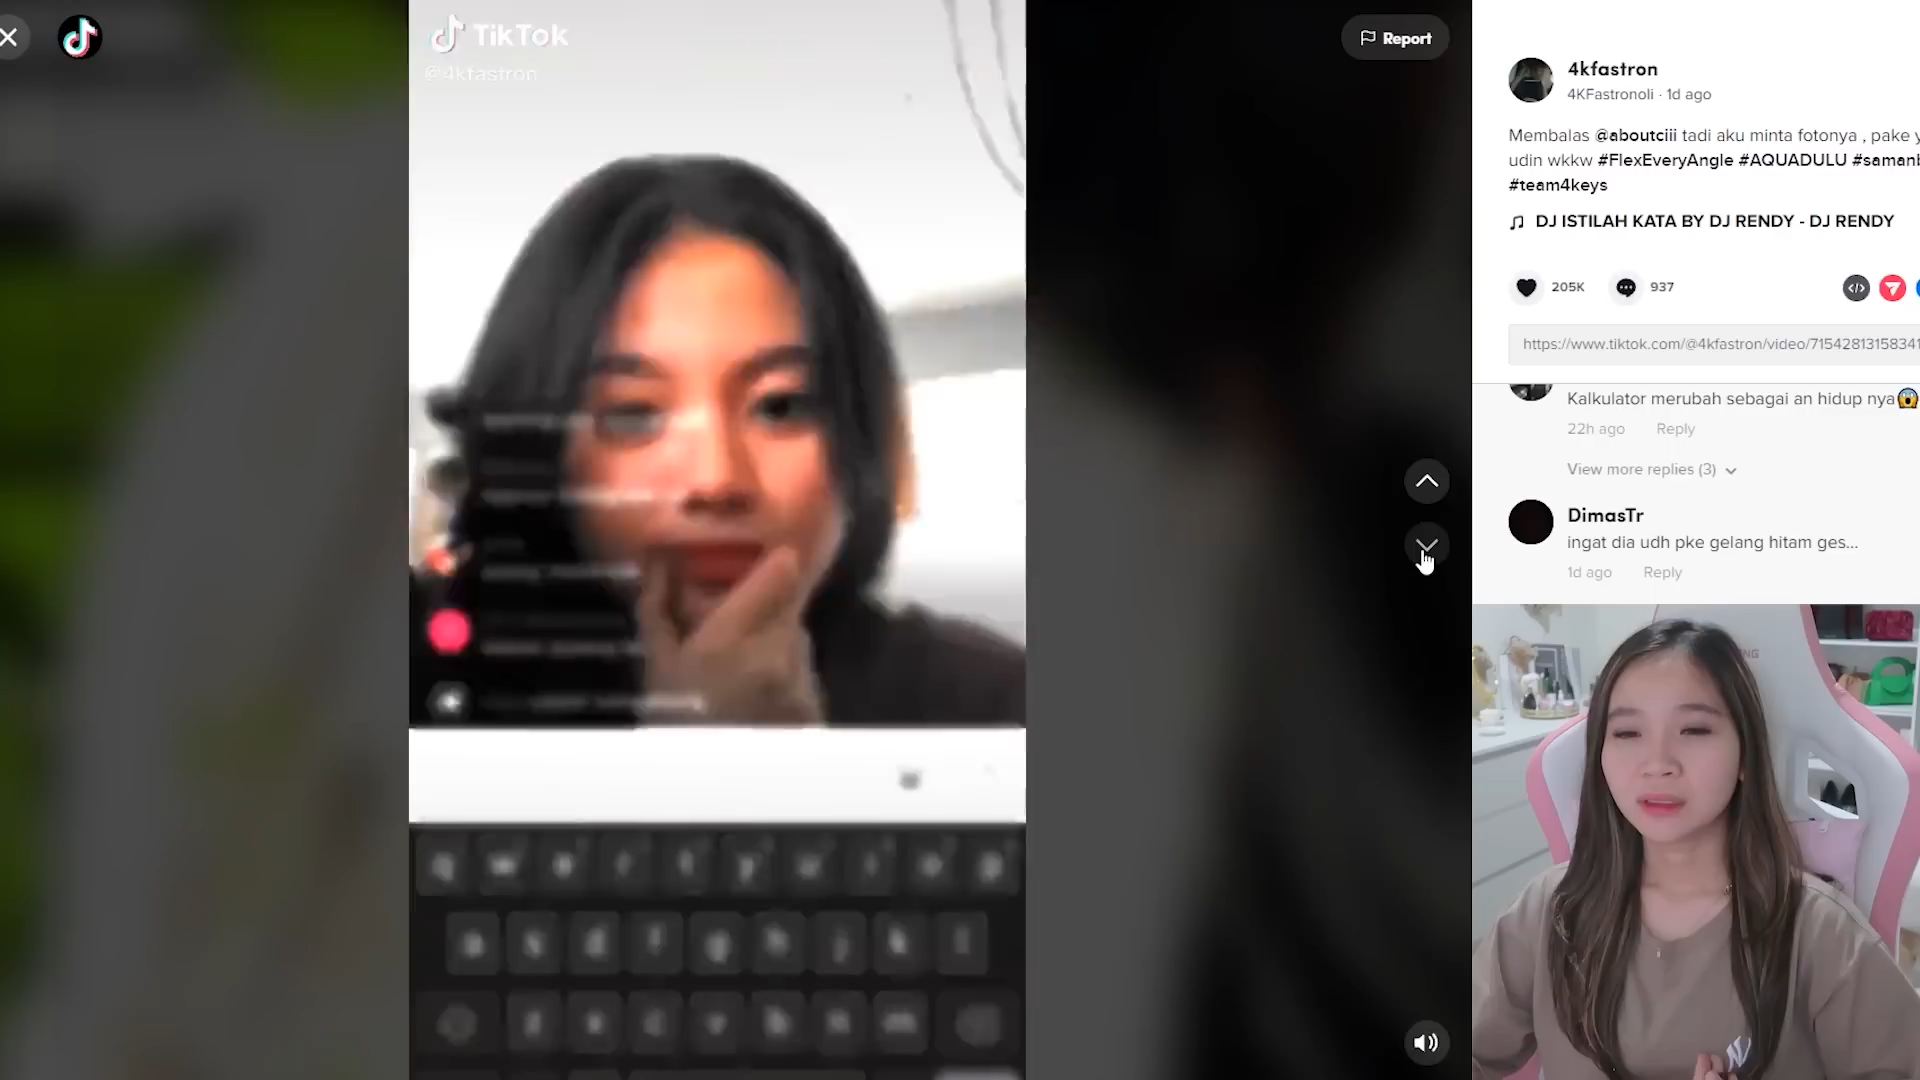 TikTok
@4kfastron
Report
4kfastron
4KFastronoli · 1d ago
Membalas @aboutciii tadi aku minta fotonya , pake y
udin wkkw #FlexEveryAngle #AQUADULU #samanb
#team4keys
DJ ISTILAH KATA BY DJ RENDY - DJ RENDY
205K
937
https://www.tiktok.com/@4kfastron/video/71542813158341
Kalkulator merubah sebagai an hidup nya😱
22h ago Reply
View more replies (3)
DimasTr
ingat dia udh pke gelang hitam ges...
1d ago Reply
q w e r t y u i o p
a s d f g h j k l
z x c v b n m